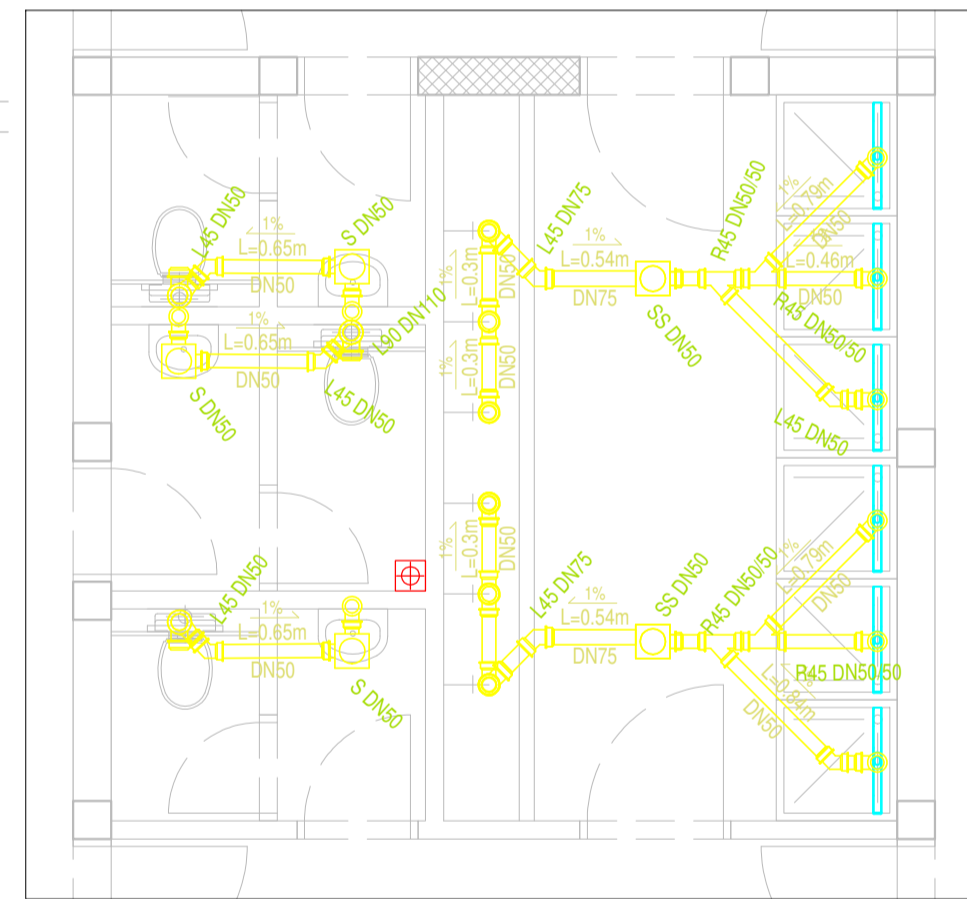 L45 DN50
1%
L=0.65m
DN50
S DN50
1%
L=0.65m
DN50
S DN50
L90 DN110
L45 DN50
1%
L=0.3m
DN50
1%
L=0.3m
DN50
L45 DN75
1%
L=0.54m
DN75
SS DN50
R45 DN50/50
1%
L=0.79m
DN50
L=0.46m
DN50
R45 DN50/50
L45 DN50
1%
L=0.3m
DN50
L45 DN50
1%
L=0.65m
DN50
S DN50
L45 DN75
1%
L=0.54m
DN75
SS DN50
R45 DN50/50
1%
L=0.79m
DN50
R45 DN50/50
1%
L=0.84m
DN50